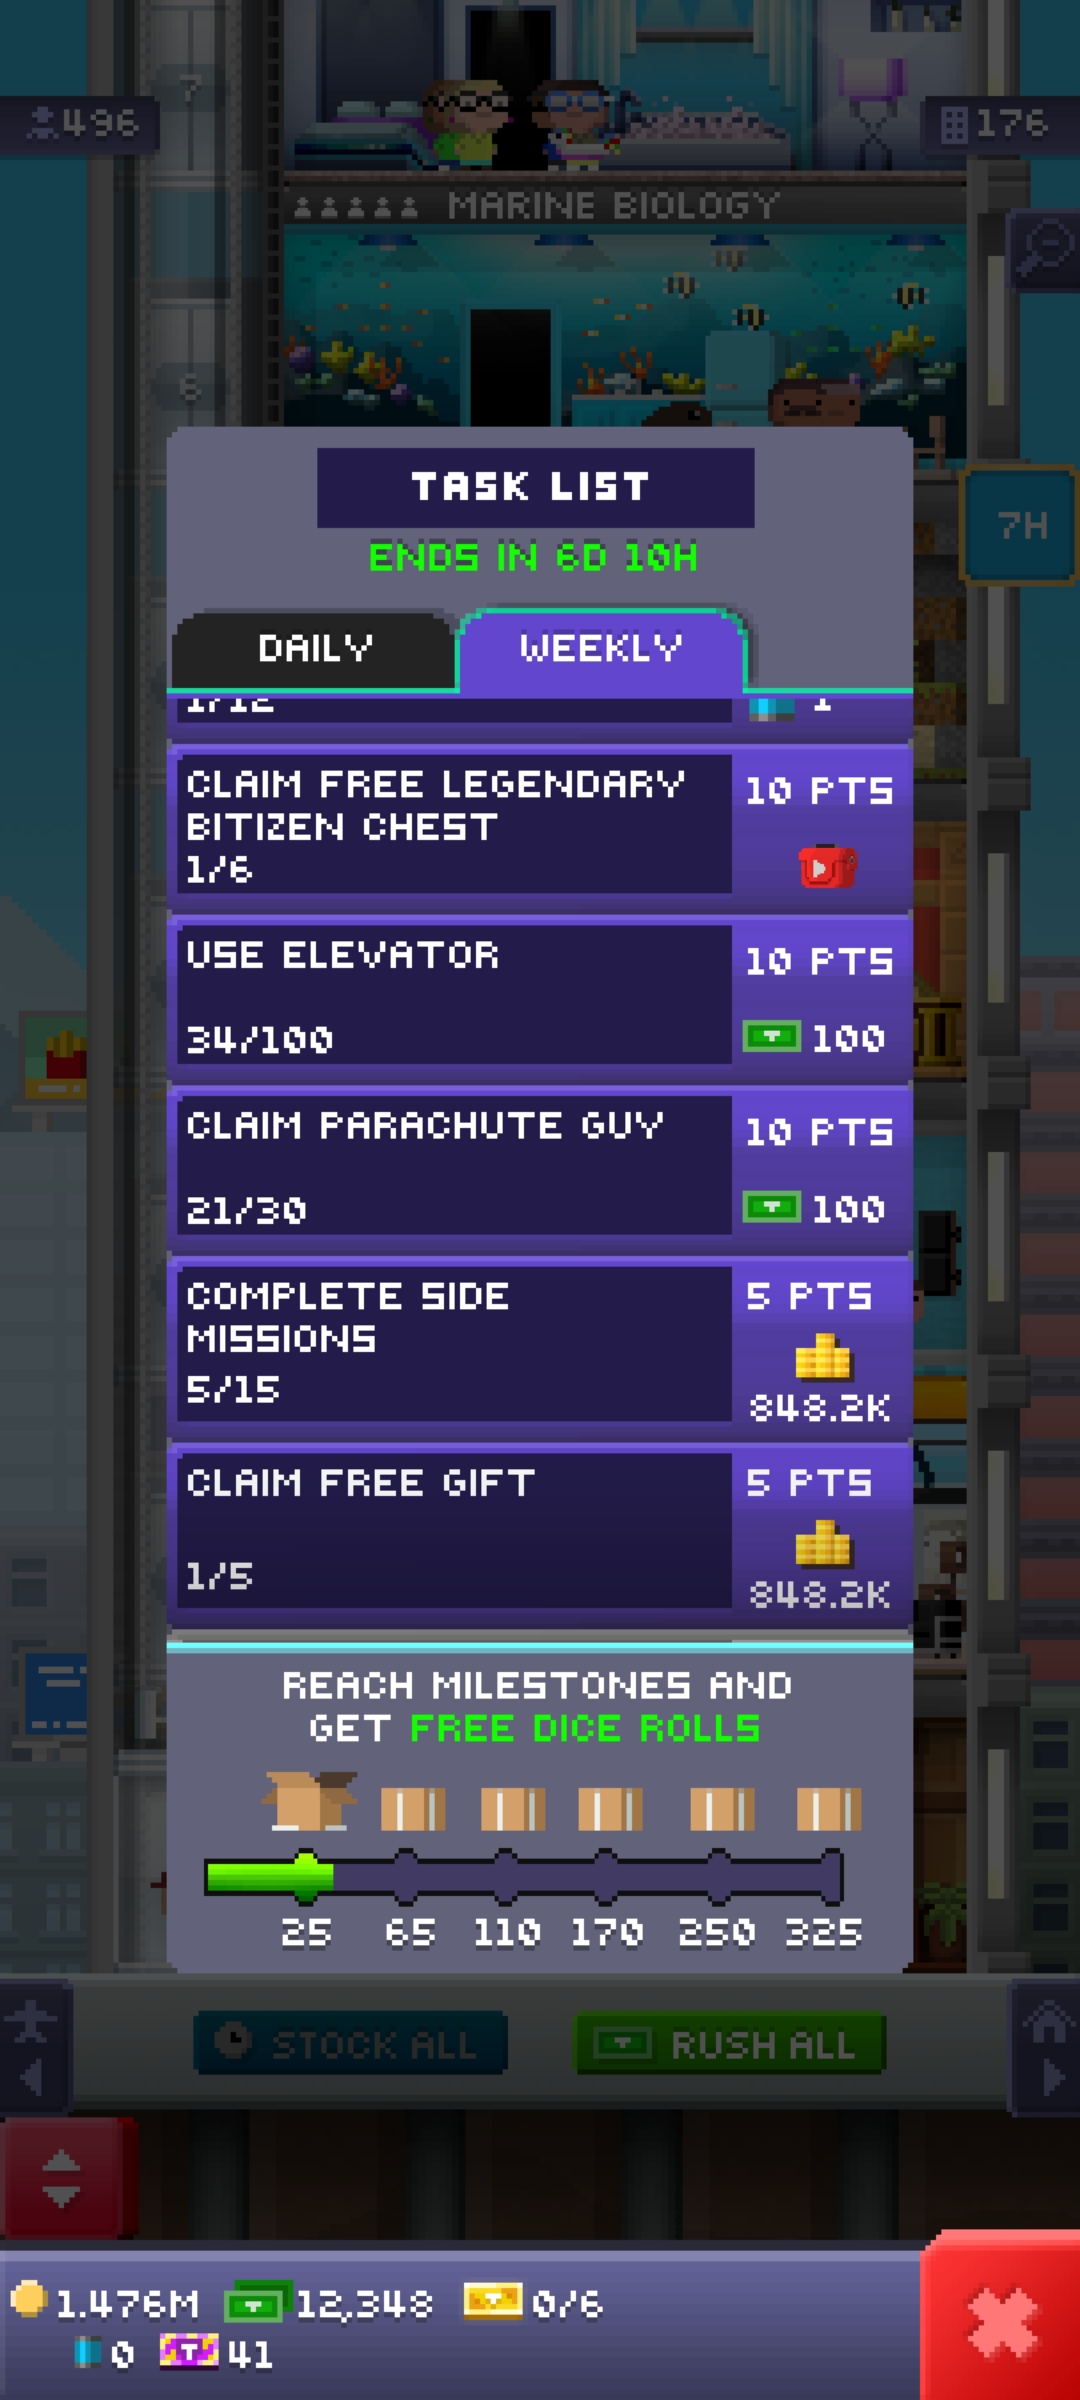 7
496
176
MARINE BIOLOGY
6
TASK LIST
7H
ENDS IN 6D 10H
DAILY
WEEKLY
1/12
1
CLAIM FREE LEGENDARY
BITIZEN CHEST
1/6
10 PTS
USE ELEVATOR
34/100
10 PTS
100
CLAIM PARACHUTE GUY
21/30
10 PTS
100
COMPLETE SIDE
MISSIONS
5/15
5 PTS
848.2K
CLAIM FREE GIFT
1/5
5 PTS
848.2K
REACH MILESTONES AND
GET FREE DICE ROLLS
25 65 110 170 250 325
STOCK ALL
RUSH ALL
1.476M 12,348 0/6
0 41